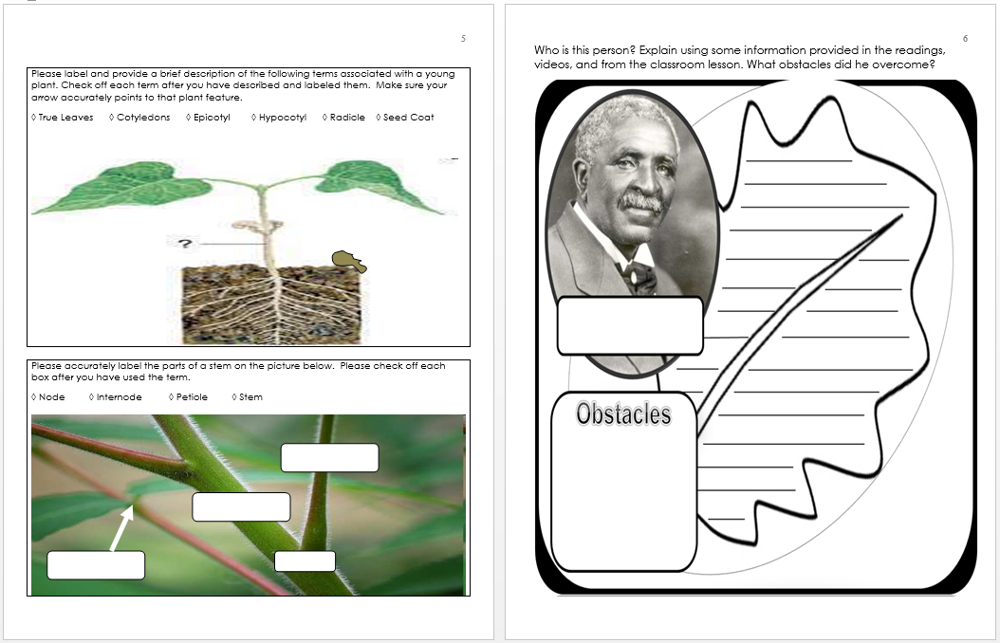 5
Please label and provide a brief description of the following terms associated with a young
plant. Check off each term after you have described and labeled them. Make sure your
arrow accurately points to that plant feature.
◊ True Leaves ◊ Cotyledons ◊ Epicotyl ◊ Hypocotyl ◊ Radicle ◊ Seed Coat
?
Please accurately label the parts of a stem on the picture below. Please check off each
box after you have used the term.
◊ Node ◊ Internode ◊ Petiole ◊ Stem
6
Who is this person? Explain using some information provided in the readings,
videos, and from the classroom lesson. What obstacles did he overcome?
Obstacles